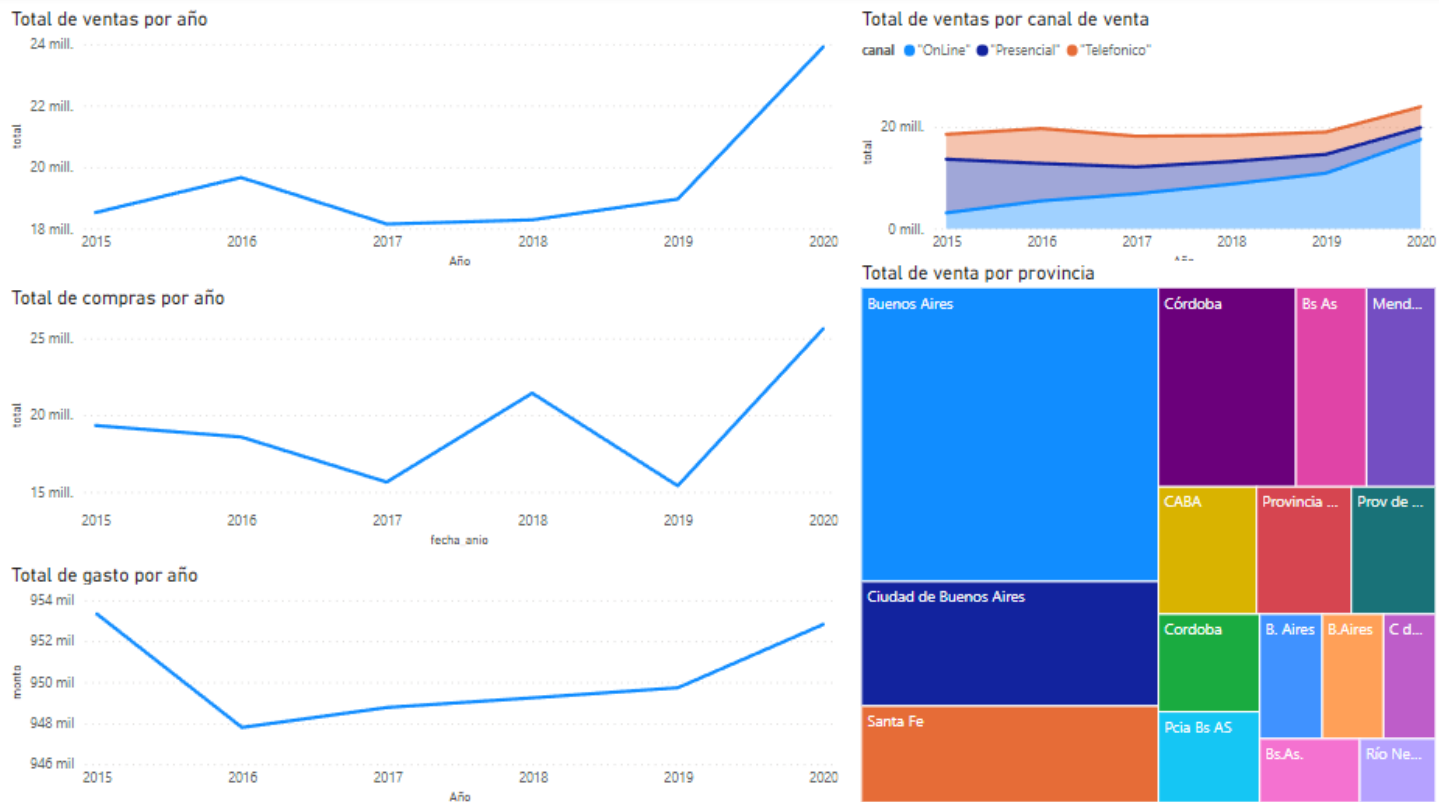 Total de ventas por año
24 mill.
22 mill.
20 mill.
18 mill.
total
2015 2016 2017 2018 2019 2020
Año
Total de compras por año
25 mill.
20 mill.
15 mill.
total
2015 2016 2017 2018 2019 2020
fecha anio
Total de gasto por año
954 mil
952 mil
950 mil
948 mil
946 mil
monto
2015 2016 2017 2018 2019 2020
Año
Total de ventas por canal de venta
canal "OnLine" "Presencial" "Telefonico"
20 mill.
0 mill.
total
2015 2016 2017 2018 2019 2020
Total de venta por provincia
Buenos Aires
Córdoba
Bs As
Mend...
CABA
Provincia ...
Prov de ...
Ciudad de Buenos Aires
Cordoba
B. Aires
B.Aires
C d...
Santa Fe
Pcia Bs AS
Bs.As.
Río Ne...